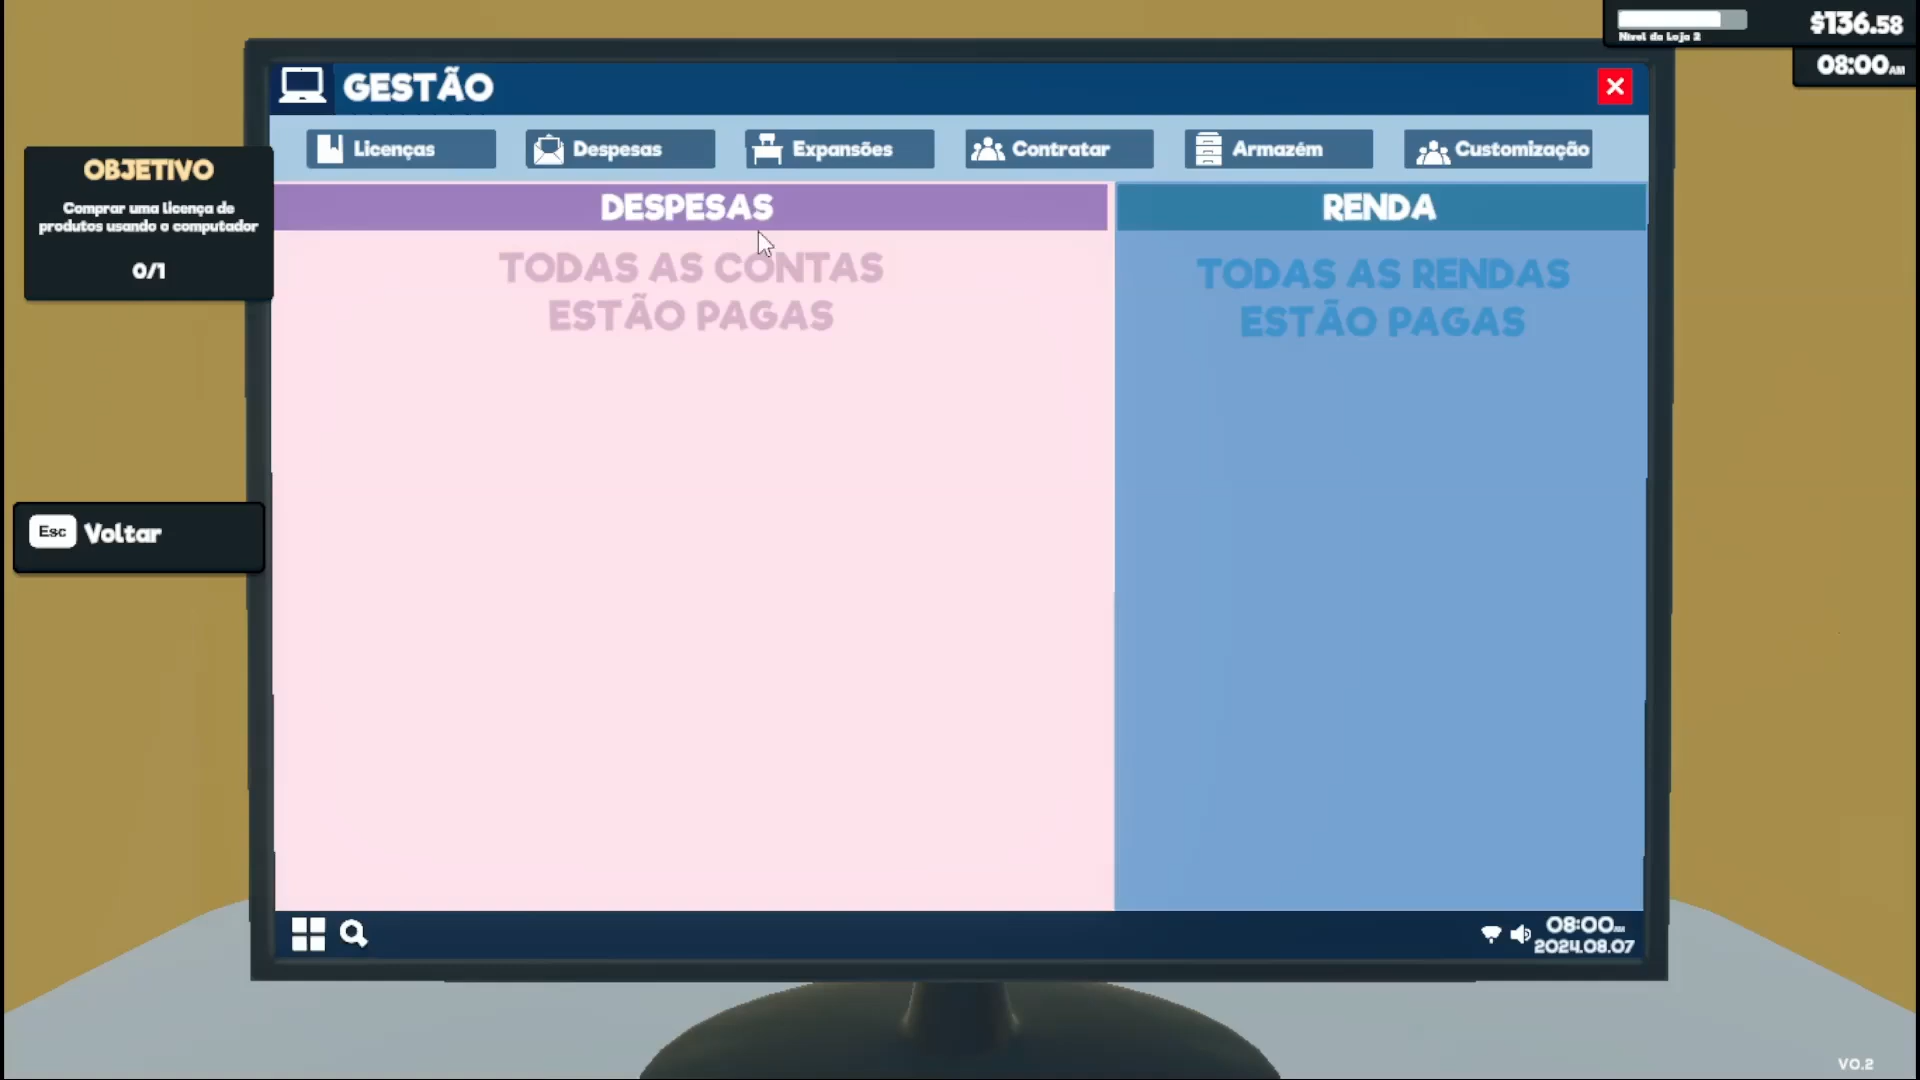 $136.58
Nível da Loja 2
08:00AM
GESTÃO
Licenças
Despesas
Expansões
Contratar
Armazém
Customização
OBJETIVO
Comprar uma licença de
produtos usando o computador
0/1
DESPESAS
TODAS AS CONTAS
ESTÃO PAGAS
RENDA
TODAS AS RENDAS
ESTÃO PAGAS
Esc Voltar
08:00AM
2024.08.07
V0.2